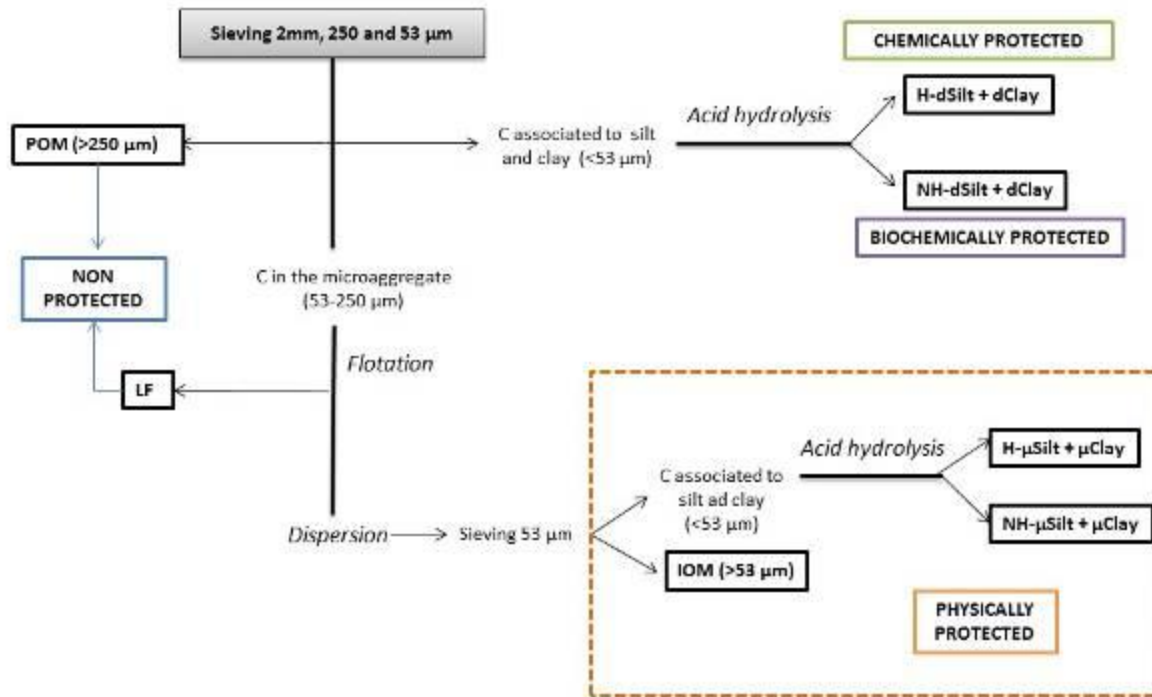 Sieving 2mm, 250 and 53 µm
CHEMICALLY PROTECTED
H-dSilt + dClay
Acid hydrolysis
POM (>250 µm)
C associated to silt
and clay (<53 µm)
NH-dSilt + dClay
BIOCHEMICALLY PROTECTED
NON
PROTECTED
C in the microaggregate
(53-250 µm)
Flotation
LF
Acid hydrolysis
H-µSilt + µClay
C associated to
silt ad clay
(<53 µm)
NH-µSilt + µClay
Dispersion
Sieving 53 µm
IOM (>53 µm)
PHYSICALLY
PROTECTED